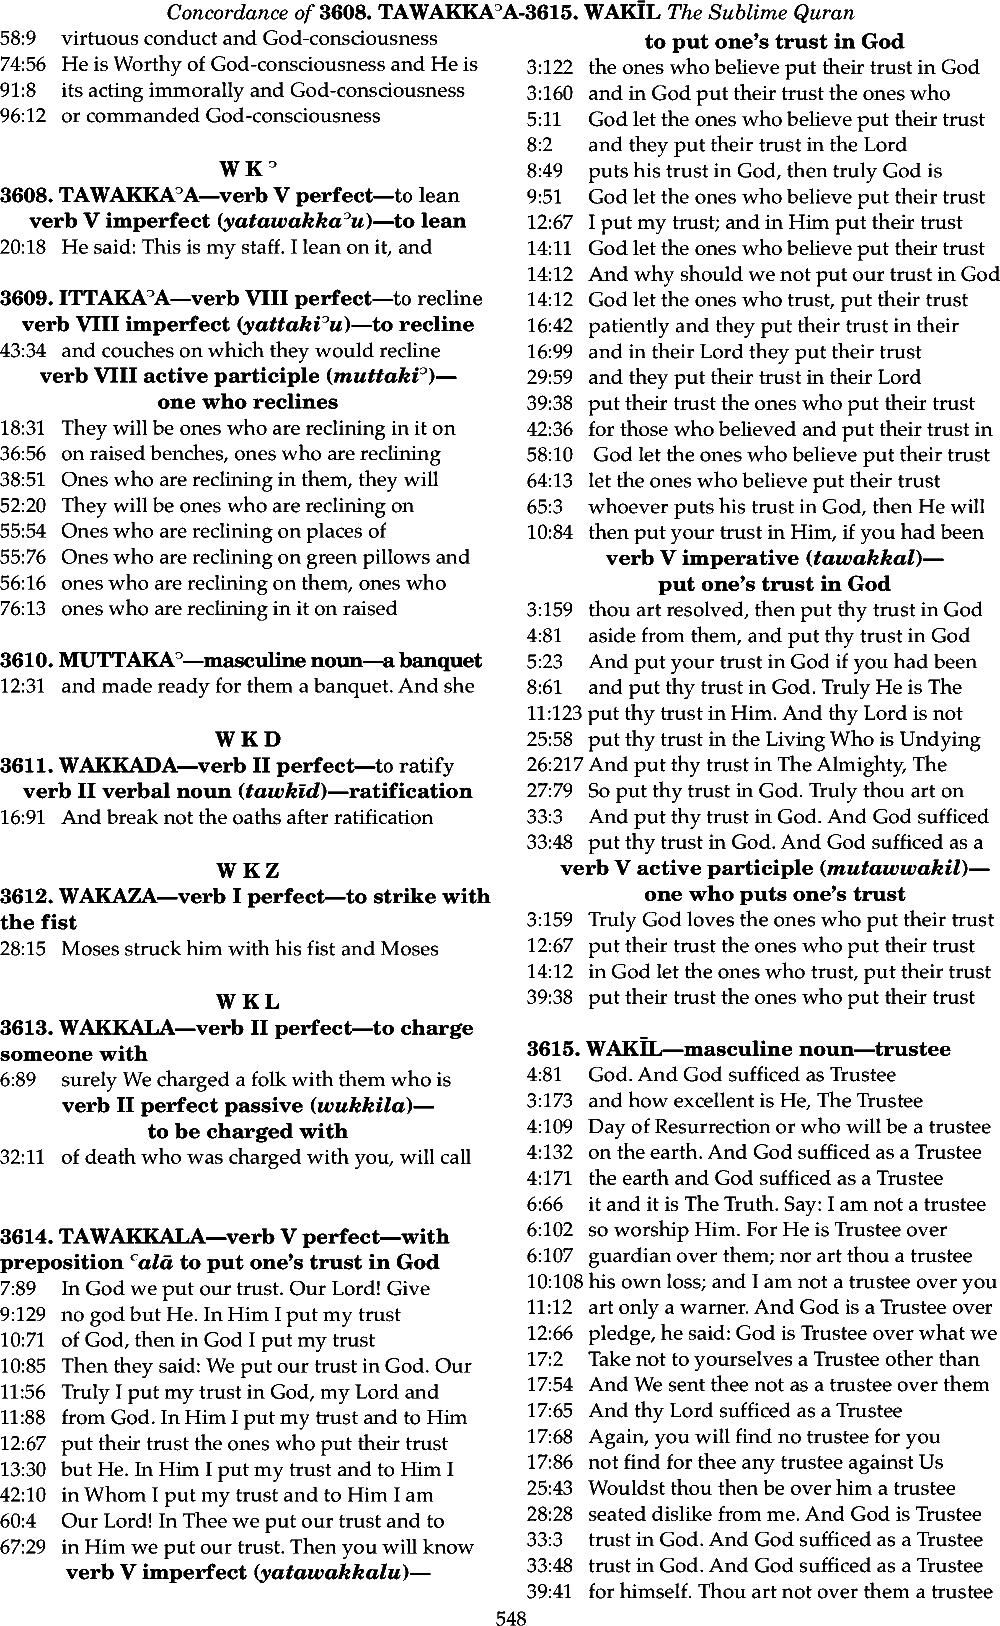 Concordance of 3608. TAWAKKAᵓA-3615. WAKĪL The Sublime Quran
58:9 virtuous conduct and God-consciousness
74:56 He is Worthy of God-consciousness and He is
91:8 its acting immorally and God-consciousness
96:12 or commanded God-consciousness
W K ᵓ
3608. TAWAKKAᵓA—verb V perfect—to lean
verb V imperfect (yatawakkaᵓu)—to lean
20:18 He said: This is my staff. I lean on it, and
3609. ITTAKAᵓA—verb VIII perfect—to recline
verb VIII imperfect (yattakiᵓu)—to recline
43:34 and couches on which they would recline
verb VIII active participle (muttakiᵓ)—
one who reclines
18:31 They will be ones who are reclining in it on
36:56 on raised benches, ones who are reclining
38:51 Ones who are reclining in them, they will
52:20 They will be ones who are reclining on
55:54 Ones who are reclining on places of
55:76 Ones who are reclining on green pillows and
56:16 ones who are reclining on them, ones who
76:13 ones who are reclining in it on raised
3610. MUTTAKAᵓ—masculine noun—a banquet
12:31 and made ready for them a banquet. And she
W K D
3611. WAKKADA—verb II perfect—to ratify
verb II verbal noun (tawkīd)—ratification
16:91 And break not the oaths after ratification
W K Z
3612. WAKAZA—verb I perfect—to strike with
the fist
28:15 Moses struck him with his fist and Moses
W K L
3613. WAKKALA—verb II perfect—to charge
someone with
6:89 surely We charged a folk with them who is
verb II perfect passive (wukkila)—
to be charged with
32:11 of death who was charged with you, will call
3614. TAWAKKALA—verb V perfect—with
preposition ᶜalā to put one's trust in God
7:89 In God we put our trust. Our Lord! Give
9:129 no god but He. In Him I put my trust
10:71 of God, then in God I put my trust
10:85 Then they said: We put our trust in God. Our
11:56 Truly I put my trust in God, my Lord and
11:88 from God. In Him I put my trust and to Him
12:67 put their trust the ones who put their trust
13:30 but He. In Him I put my trust and to Him I
42:10 in Whom I put my trust and to Him I am
60:4 Our Lord! In Thee we put our trust and to
67:29 in Him we put our trust. Then you will know
verb V imperfect (yatawakkalu)—
to put one's trust in God
3:122 the ones who believe put their trust in God
3:160 and in God put their trust the ones who
5:11 God let the ones who believe put their trust
8:2 and they put their trust in the Lord
8:49 puts his trust in God, then truly God is
9:51 God let the ones who believe put their trust
12:67 I put my trust; and in Him put their trust
14:11 God let the ones who believe put their trust
14:12 And why should we not put our trust in God
14:12 God let the ones who trust, put their trust
16:42 patiently and they put their trust in their
16:99 and in their Lord they put their trust
29:59 and they put their trust in their Lord
39:38 put their trust the ones who put their trust
42:36 for those who believed and put their trust in
58:10 God let the ones who believe put their trust
64:13 let the ones who believe put their trust
65:3 whoever puts his trust in God, then He will
10:84 then put your trust in Him, if you had been
verb V imperative (tawakkal)—
put one's trust in God
3:159 thou art resolved, then put thy trust in God
4:81 aside from them, and put thy trust in God
5:23 And put your trust in God if you had been
8:61 and put thy trust in God. Truly He is The
11:123 put thy trust in Him. And thy Lord is not
25:58 put thy trust in the Living Who is Undying
26:217 And put thy trust in The Almighty, The
27:79 So put thy trust in God. Truly thou art on
33:3 And put thy trust in God. And God sufficed
33:48 put thy trust in God. And God sufficed as a
verb V active participle (mutawwakil)—
one who puts one's trust
3:159 Truly God loves the ones who put their trust
12:67 put their trust the ones who put their trust
14:12 in God let the ones who trust, put their trust
39:38 put their trust the ones who put their trust
3615. WAKĪL—masculine noun—trustee
4:81 God. And God sufficed as Trustee
3:173 and how excellent is He, The Trustee
4:109 Day of Resurrection or who will be a trustee
4:132 on the earth. And God sufficed as a Trustee
4:171 the earth and God sufficed as a Trustee
6:66 it and it is The Truth. Say: I am not a trustee
6:102 so worship Him. For He is Trustee over
6:107 guardian over them; nor art thou a trustee
10:108 his own loss; and I am not a trustee over you
11:12 art only a warner. And God is a Trustee over
12:66 pledge, he said: God is Trustee over what we
17:2 Take not to yourselves a Trustee other than
17:54 And We sent thee not as a trustee over them
17:65 And thy Lord sufficed as a Trustee
17:68 Again, you will find no trustee for you
17:86 not find for thee any trustee against Us
25:43 Wouldst thou then be over him a trustee
28:28 seated dislike from me. And God is Trustee
33:3 trust in God. And God sufficed as a Trustee
33:48 trust in God. And God sufficed as a Trustee
39:41 for himself. Thou art not over them a trustee
548